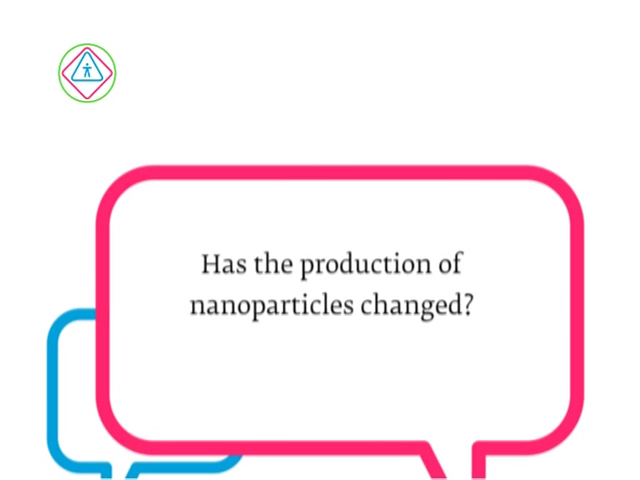 Has the production of
nanoparticles changed?